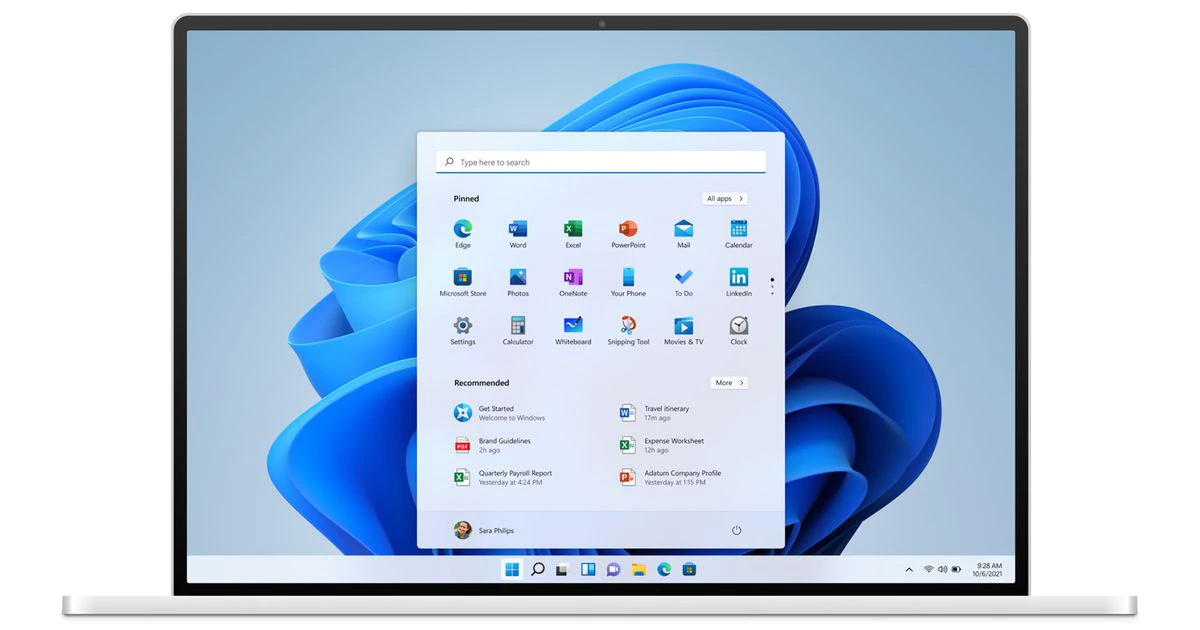 Type here to search
Pinned
All apps
Edge
Word
Excel
PowerPoint
Mail
Calendar
Microsoft Store
Photos
OneNote
Your Phone
To Do
LinkedIn
Settings
Calculator
Whiteboard
Snipping Tool
Movies & TV
Clock
Recommended
More
Get Started
Welcome to Windows
Travel itinerary
17m ago
Brand Guidelines
2h ago
Expense Worksheet
12h ago
Quarterly Payroll Report
Yesterday at 4:24 PM
Adatum Company Profile
Yesterday at 1:15 PM
Sara Philips
9:28 AM
10/6/2021